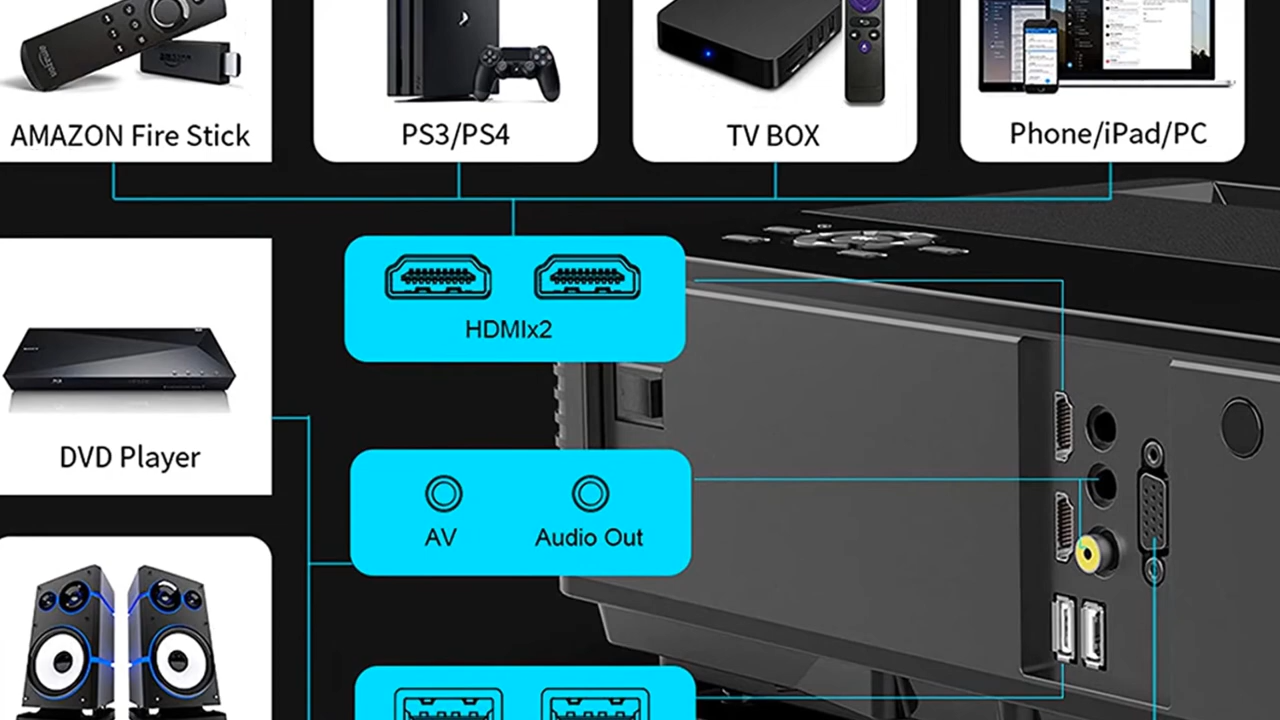 AMAZON Fire Stick
PS3/PS4
TV BOX
Phone/iPad/PC
HDMIx2
DVD Player
AV
Audio Out